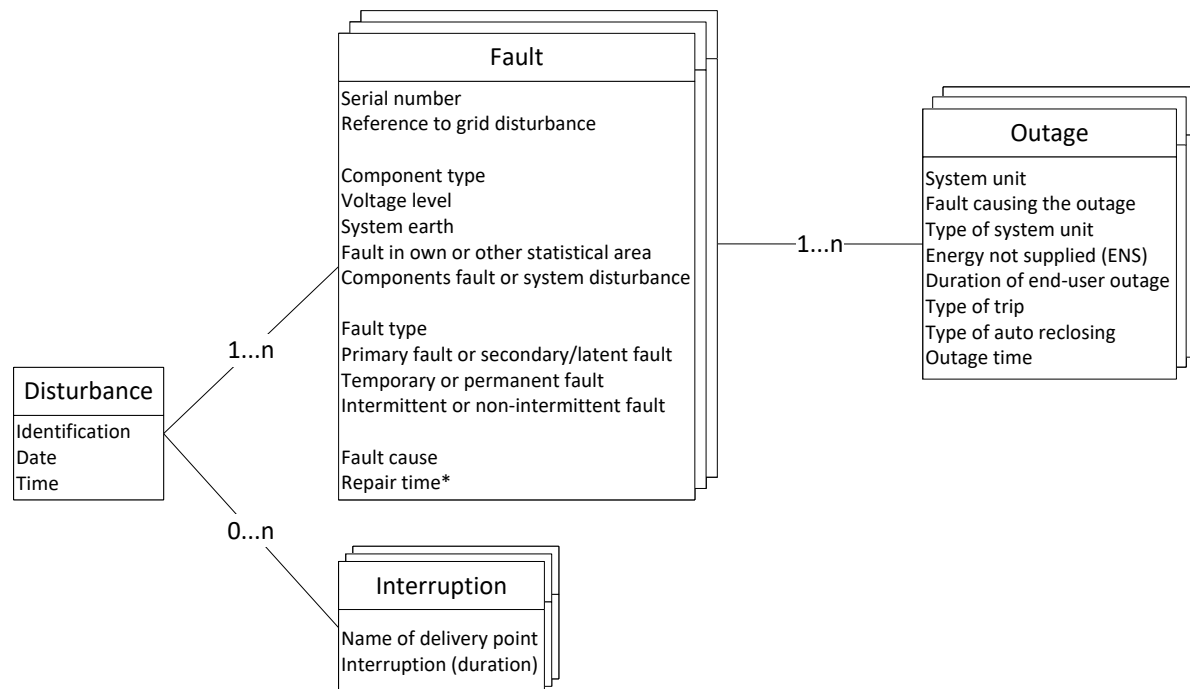 Fault
Serial number
Reference to grid disturbance
Component type
Voltage level
System earth
Fault in own or other statistical area
Components fault or system disturbance
Fault type
Primary fault or secondary/latent fault
Temporary or permanent fault
Intermittent or non-intermittent fault
Fault cause
Repair time*
1...n
Outage
System unit
Fault causing the outage
Type of system unit
Energy not supplied (ENS)
Duration of end-user outage
Type of trip
Type of auto reclosing
Outage time
1...n
Disturbance
Identification
Date
Time
0...n
Interruption
Name of delivery point
Interruption (duration)